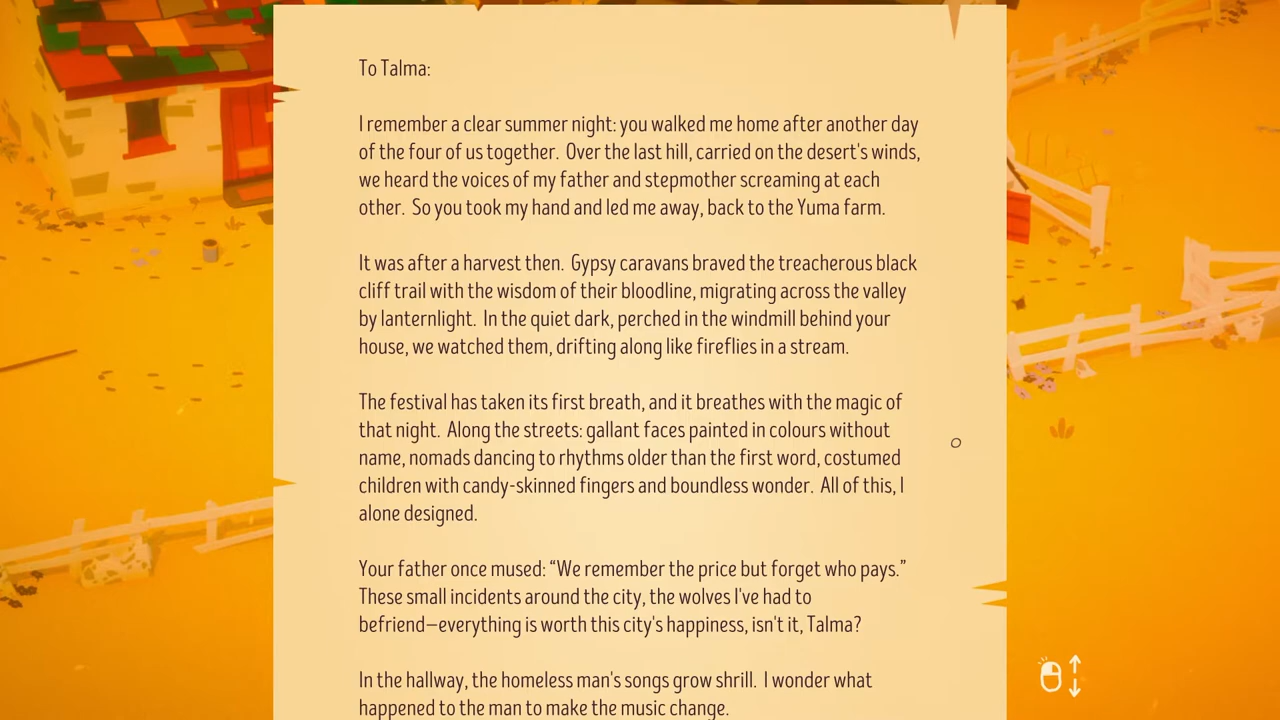 To Talma:
I remember a clear summer night: you walked me home after another day
of the four of us together.  Over the last hill, carried on the desert's winds,
we heard the voices of my father and stepmother screaming at each
other.  So you took my hand and led me away, back to the Yuma farm.
It was after a harvest then.  Gypsy caravans braved the treacherous black
cliff trail with the wisdom of their bloodline, migrating across the valley
by lanternlight.  In the quiet dark, perched in the windmill behind your
house, we watched them, drifting along like fireflies in a stream.
The festival has taken its first breath, and it breathes with the magic of
that night.  Along the streets: gallant faces painted in colours without
name, nomads dancing to rhythms older than the first word, costumed
children with candy-skinned fingers and boundless wonder.  All of this, I
alone designed.
Your father once mused: “We remember the price but forget who pays.”
These small incidents around the city, the wolves I've had to
befriend—everything is worth this city's happiness, isn't it, Talma?
In the hallway, the homeless man's songs grow shrill.  I wonder what
happened to the man to make the music change.